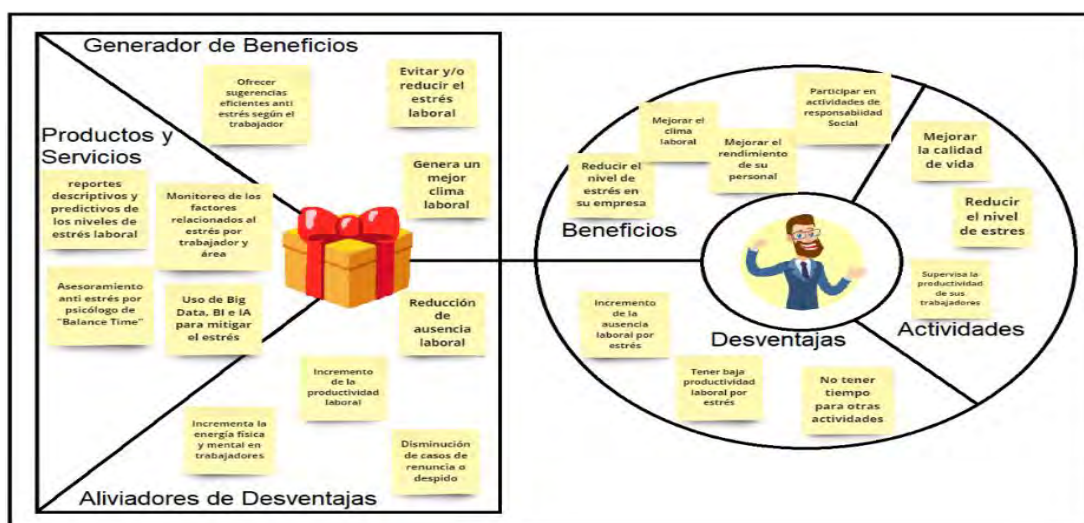 Generador de Beneficios
Ofrecer
sugerencias
eficientes anti
estrés según el
trabajador
Evitar y/o
reducir el
estrés
laboral
Genera un
mejor
clima
laboral
Productos y
Servicios
reportes
descriptivos y
predictivos de
los niveles de
estrés laboral
Monitoreo de los
factores
relacionados al
estrés por
trabajador y
área
Asesoramiento
anti estrés por
psicólogo de
"Balance Time"
Uso de Big
Data, BI e IA
para mitigar
el estrés
Reducción
de
ausencia
laboral
Incremento
de la
productividad
laboral
Incrementa la
energía física
y mental en
trabajadores
Disminución
de casos de
renuncia o
despido
Aliviadores de Desventajas
Participar en
actividades de
responsabilidad
Social
Mejorar el
clima
laboral
Mejorar el
rendimiento
de su
personal
Reducir el
nivel de
estrés en
su empresa
Beneficios
Mejorar
la calidad
de vida
Reducir
el nivel
de estres
Supervisa la
productividad
de sus
trabajadores
Actividades
Desventajas
Incremento
de la
ausencia
laboral por
estrés
Tener baja
productividad
laboral por
estrés
No tener
tiempo
para otras
actividades